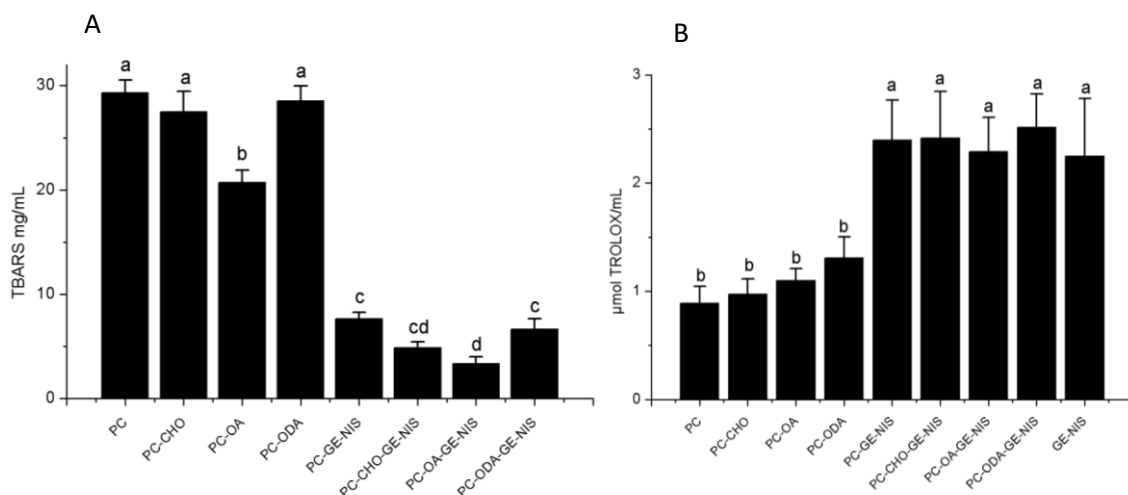 A
TBARS mg/mL
30
20
10
0
a
a
b
a
c
cd
d
c
PC
PC-CHO
PC-OA
PC-ODA
PC-GE-NIS
PC-CHO-GE-NIS
PC-OA-GE-NIS
PC-ODA-GE-NIS
B
µmol TROLOX/mL
3
2
1
0
b
b
b
b
a
a
a
a
a
PC
PC-CHO
PC-OA
PC-ODA
PC-GE-NIS
PC-CHO-GE-NIS
PC-OA-GE-NIS
PC-ODA-GE-NIS
GE-NIS